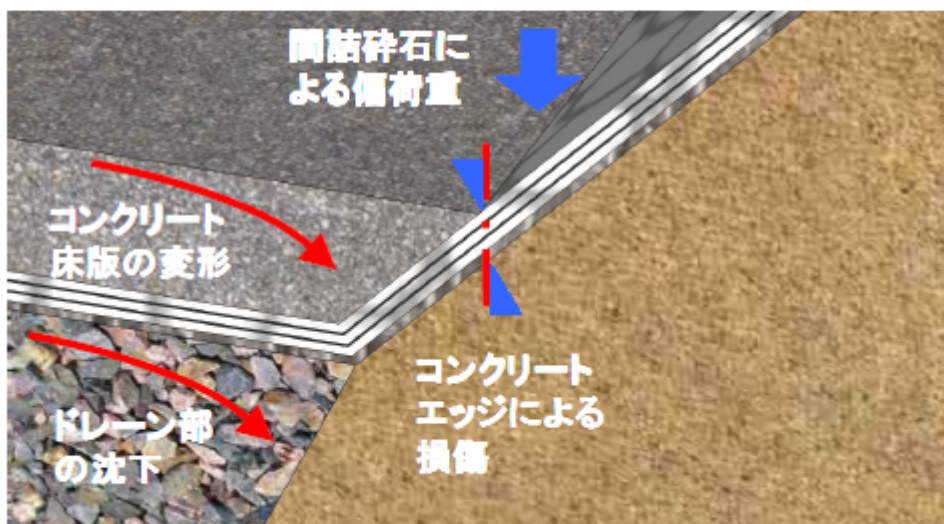 間詰砕石に
よる偏荷重
コンクリート
床版の変形
ドレーン部
の沈下
コンクリート
エッジによる
損傷